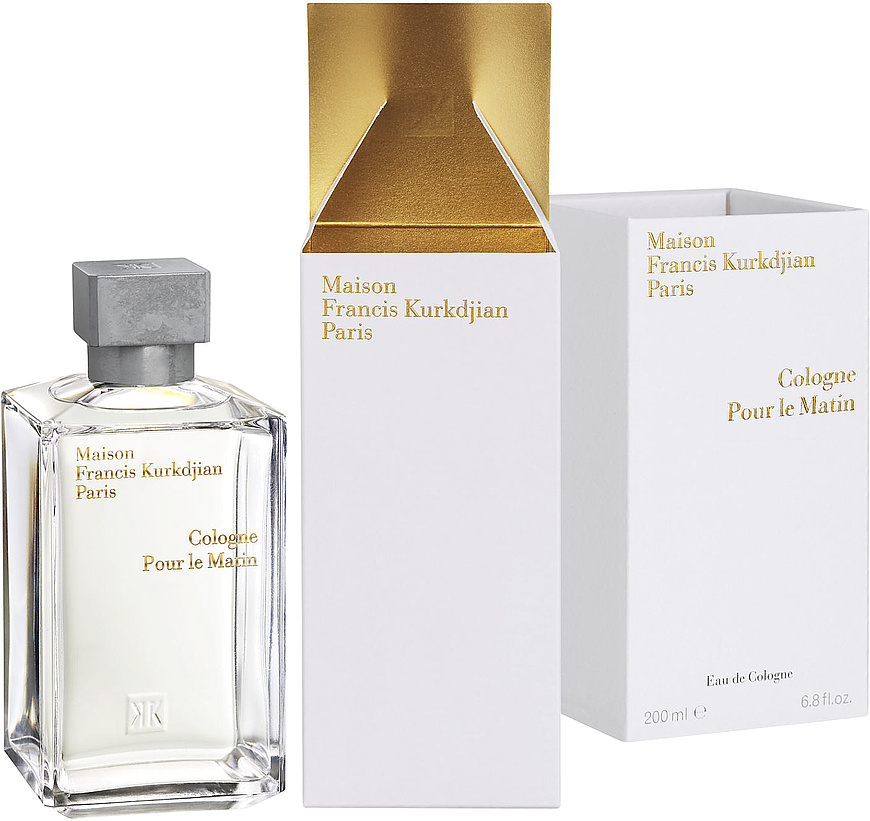 Maison
Francis Kurkdjian
Paris
Cologne
Pour le Matin
Maison
Francis Kurkdjian
Paris
Maison
Francis Kurkdjian
Paris
Cologne
Pour le Matin
Eau de Cologne
200 ml ℮
6.8 fl.oz.